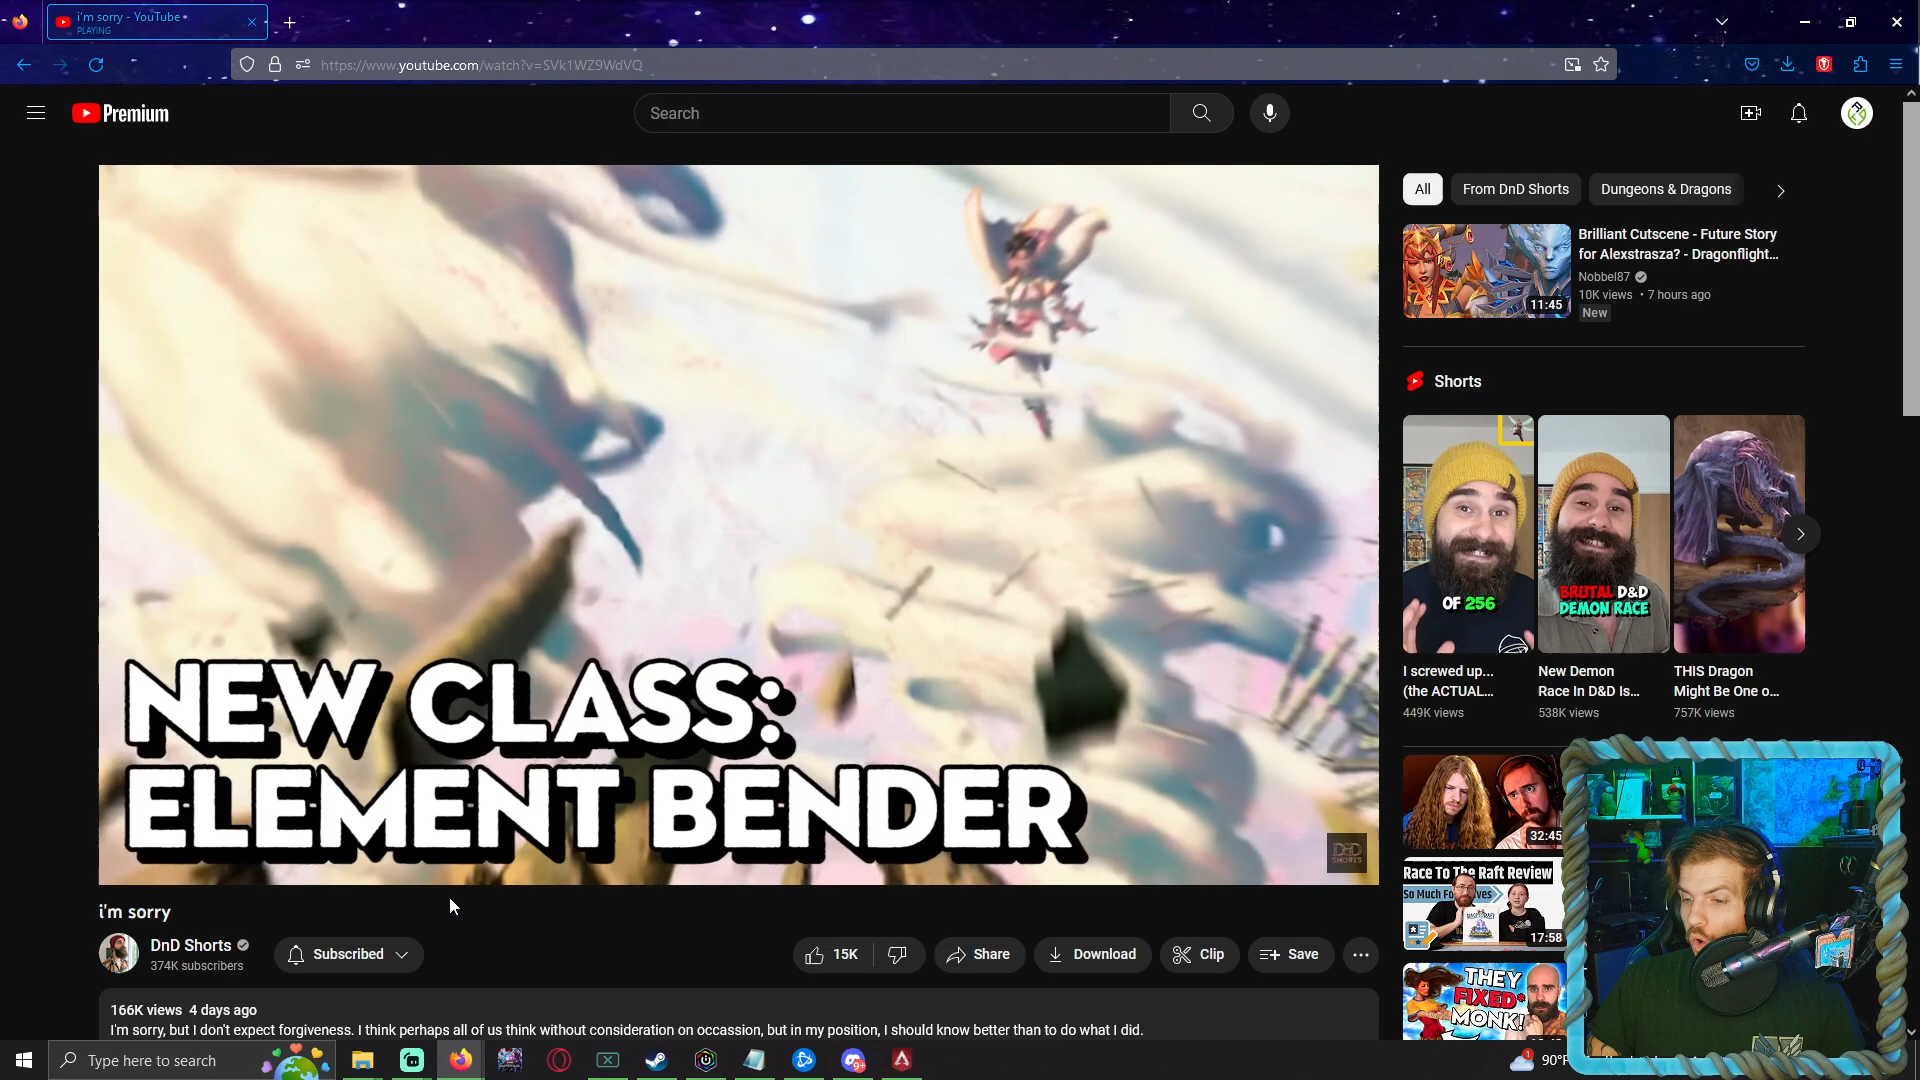 i'm sorry - YouTube
PLAYING
https://www.youtube.com/watch?v=SVk1WZ9WdVQ
Premium
Search
All
From DnD Shorts
Dungeons & Dragons
Brilliant Cutscene - Future Story
for Alexstrasza? - Dragonflight...
Nobbel87
10K views • 7 hours ago
New
11:45
Shorts
OF 256
BRUTAL D&D
DEMON RACE
I screwed up...
(the ACTUAL...
449K views
New Demon
Race In D&D Is...
538K views
THIS Dragon
Might Be One o...
757K views
NEW CLASS:
ELEMENT BENDER
D&D
SHORTS
32:45
Race To The Raft Review
17:58
THEY
FIXED*
MONK!
i'm sorry
DnD Shorts
374K subscribers
Subscribed
15K
Share
Download
Clip
Save
166K views 4 days ago
I'm sorry, but I don't expect forgiveness. I think perhaps all of us think without consideration on occassion, but in my position, I should know better than to do what I did.
Type here to search
9+
1
90°F